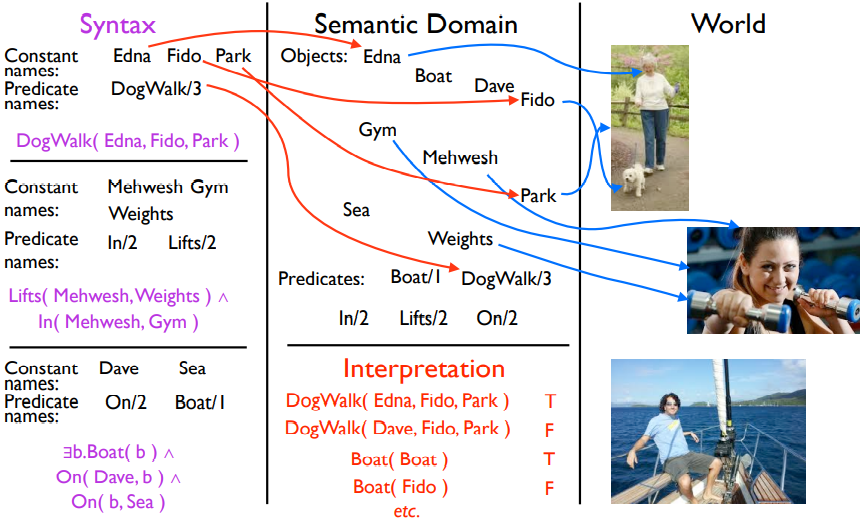 Syntax
Constant names: Edna Fido Park
Predicate names: DogWalk/3
DogWalk( Edna, Fido, Park )
Constant names: Mehwesh Gym
Weights
Predicate names: In/2 Lifts/2
Lifts( Mehwesh, Weights ) ∧
In( Mehwesh, Gym )
Constant names: Dave Sea
Predicate names: On/2 Boat/1
∃b.Boat( b ) ∧
On( Dave, b ) ∧
On( b, Sea )
Semantic Domain
Objects: Edna
Boat
Dave
Fido
Gym
Mehwesh
Park
Sea
Weights
Predicates: Boat/1 DogWalk/3
In/2 Lifts/2 On/2
Interpretation
DogWalk( Edna, Fido, Park ) T
DogWalk( Dave, Fido, Park ) F
Boat( Boat ) T
Boat( Fido ) F
etc.
World